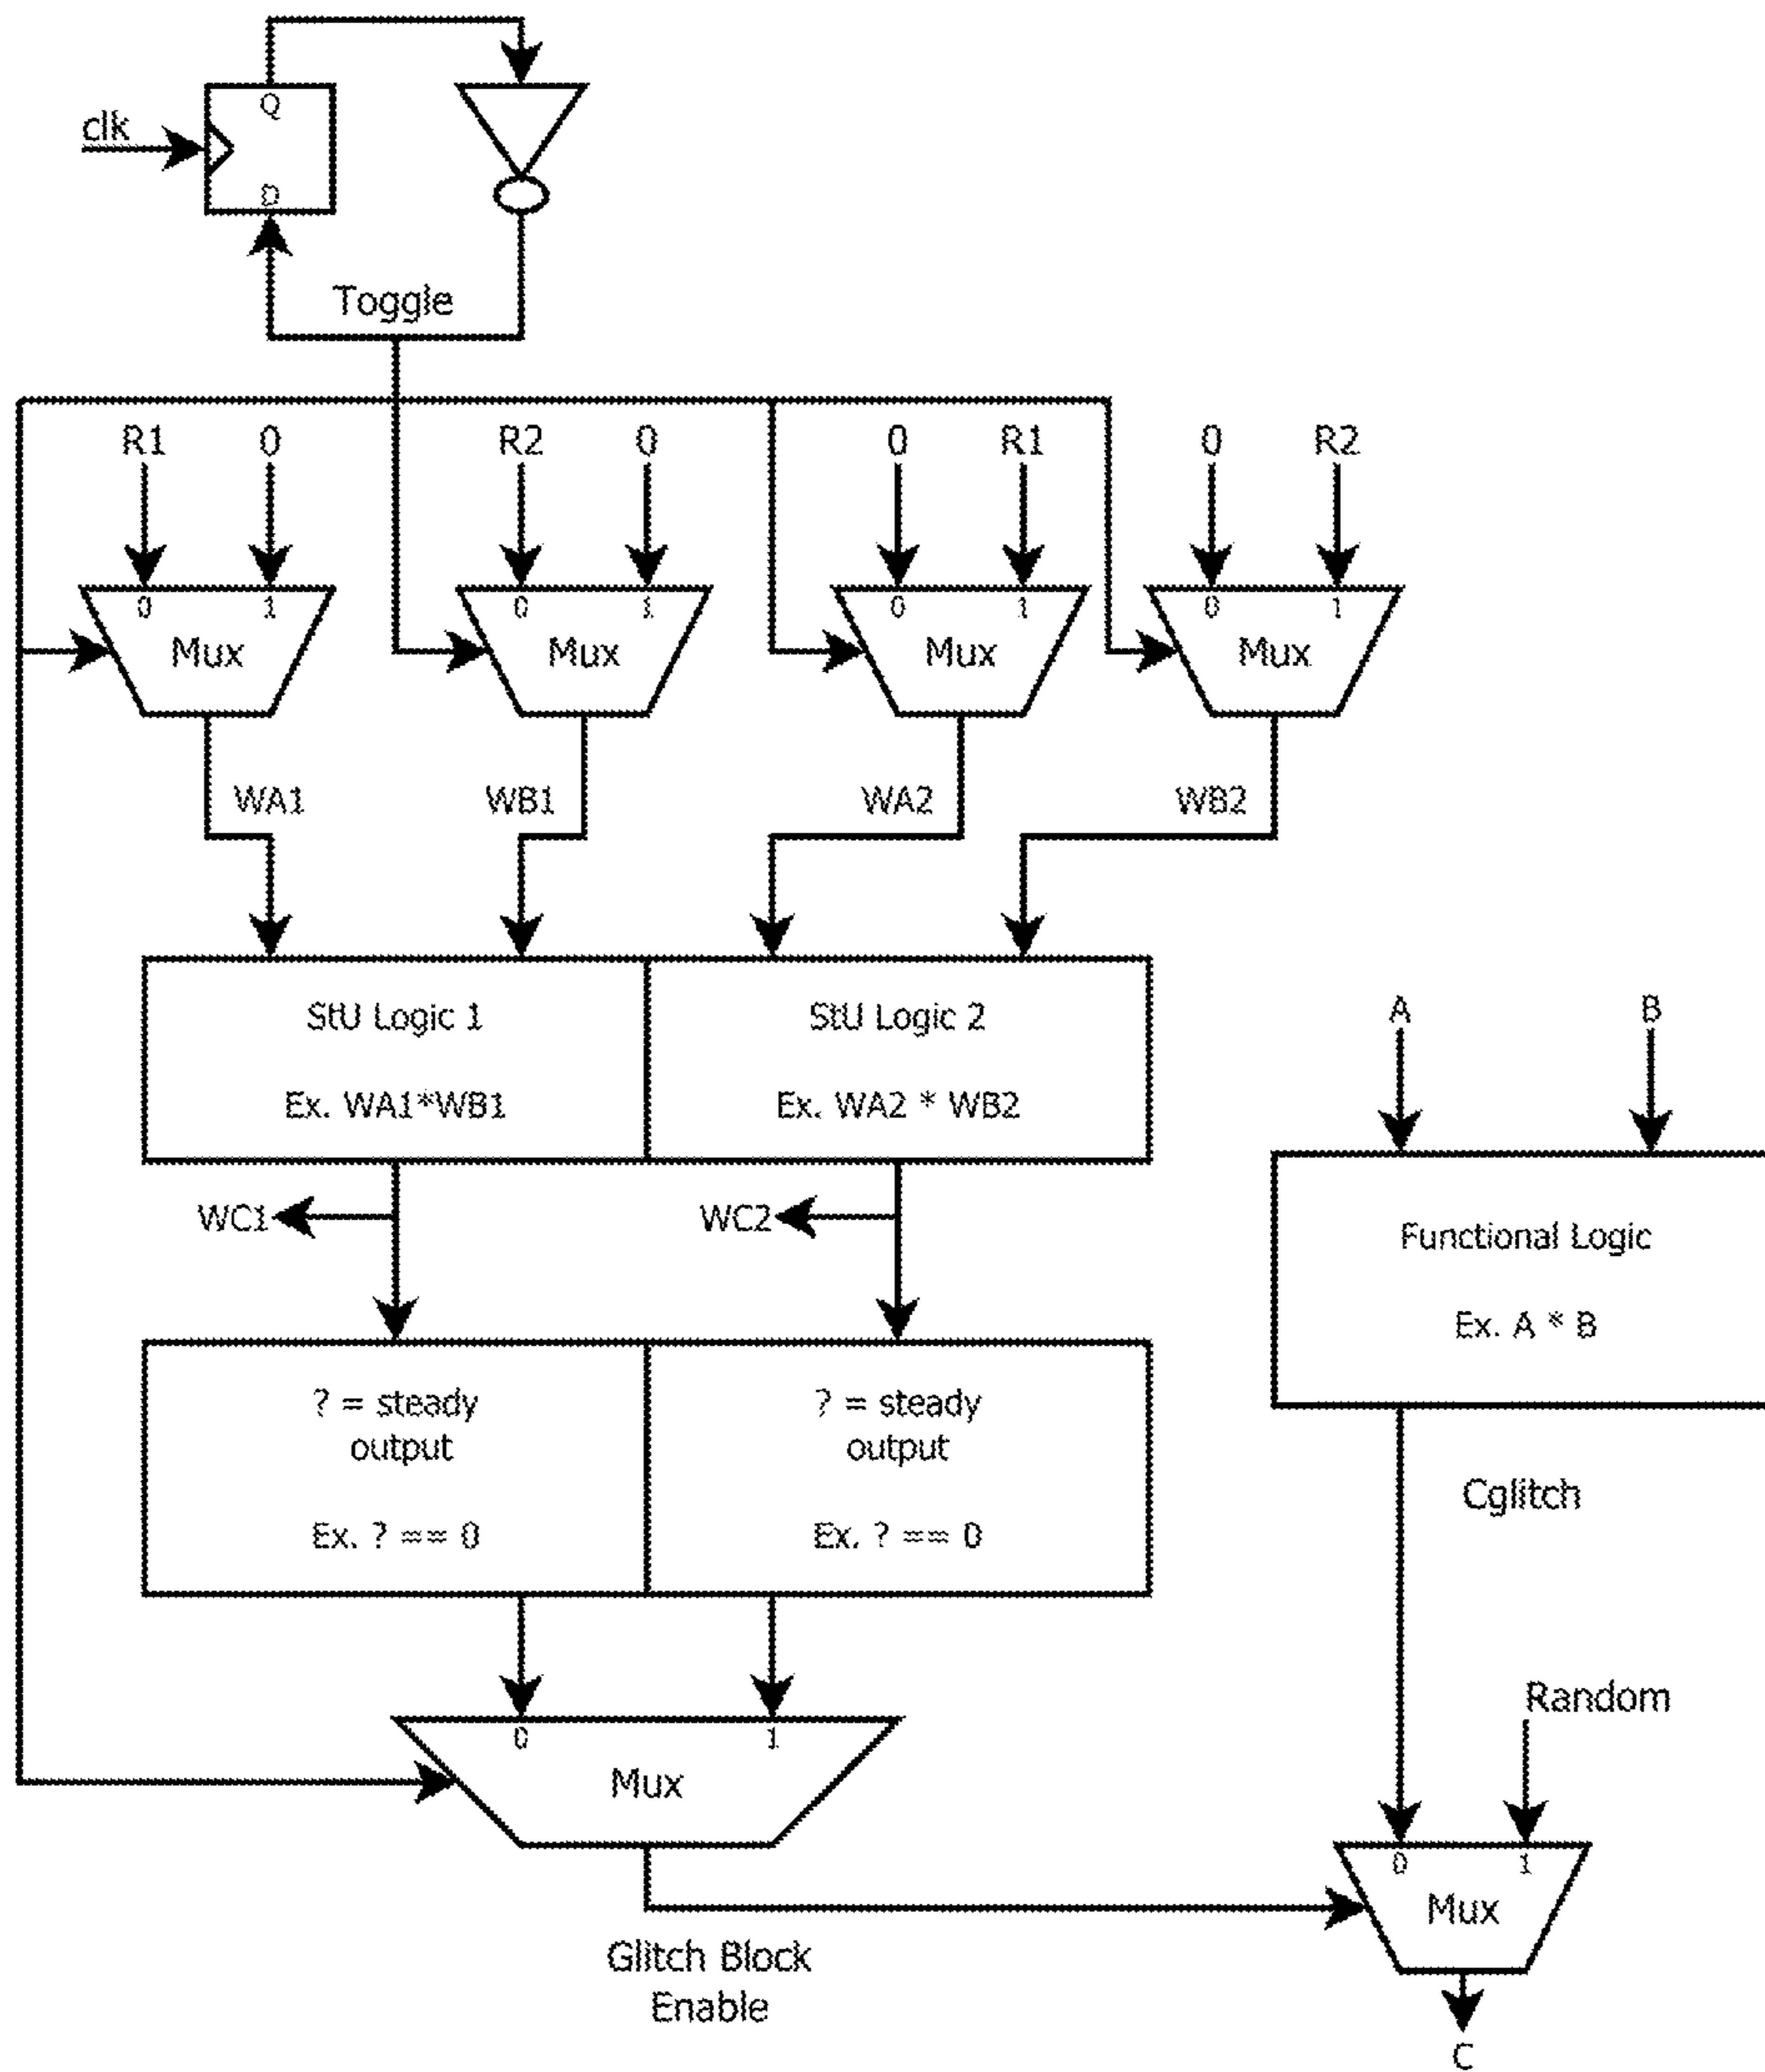 Q
clk
D
Toggle
R1 0 R2 0 0 R1 0 R2
0 1 0 1 0 1 0 1
Mux Mux Mux Mux
WA1 WB1 WA2 WB2
StU Logic 1 StU Logic 2
A B
Ex. WA1*WB1 Ex. WA2 * WB2
WC1 WC2
Functional Logic
Ex. A * B
? = steady ? = steady
output output
Cglitch
Ex. ? == 0 Ex. ? == 0
Random
0 1
Mux
0 1
Mux
Glitch Block
Enable
C